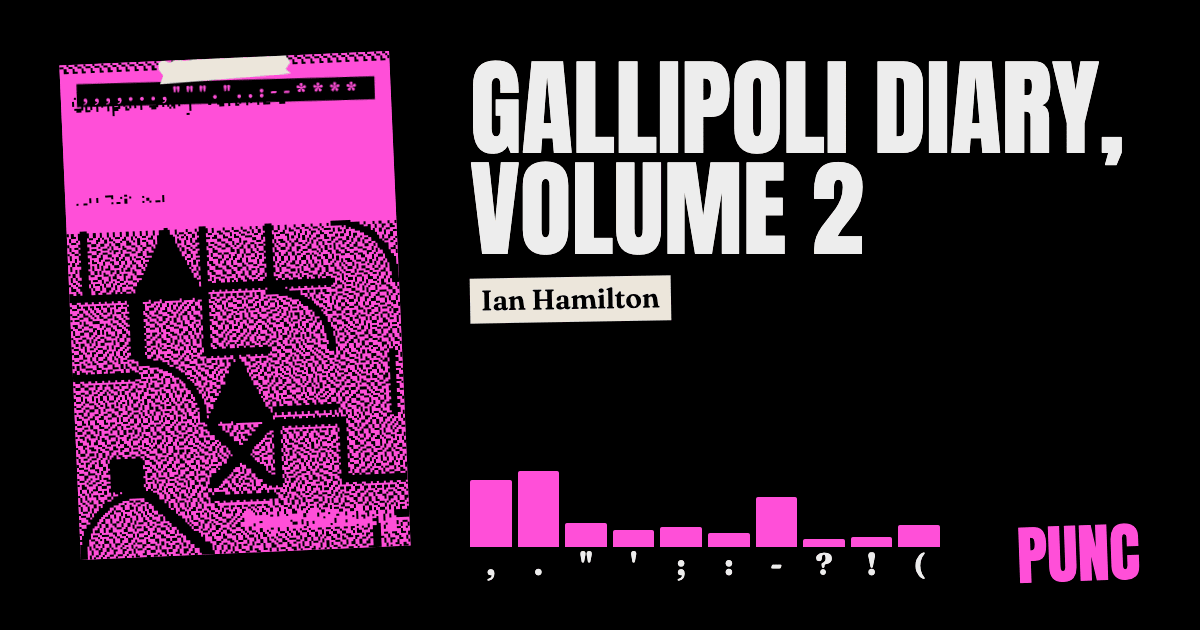 ,,,,...,"""."..:--****
GALLIPOLI DIARY,
VOLUME 2
Ian Hamilton
, . " ' ; : - ? ! (
PUNC